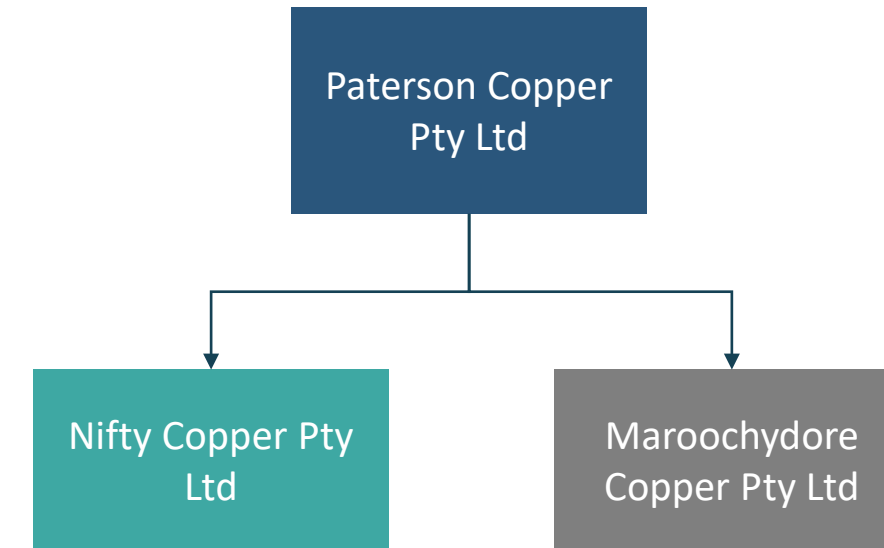 Paterson Copper
Pty Ltd
Nifty Copper Pty
Ltd
Maroochydore
Copper Pty Ltd